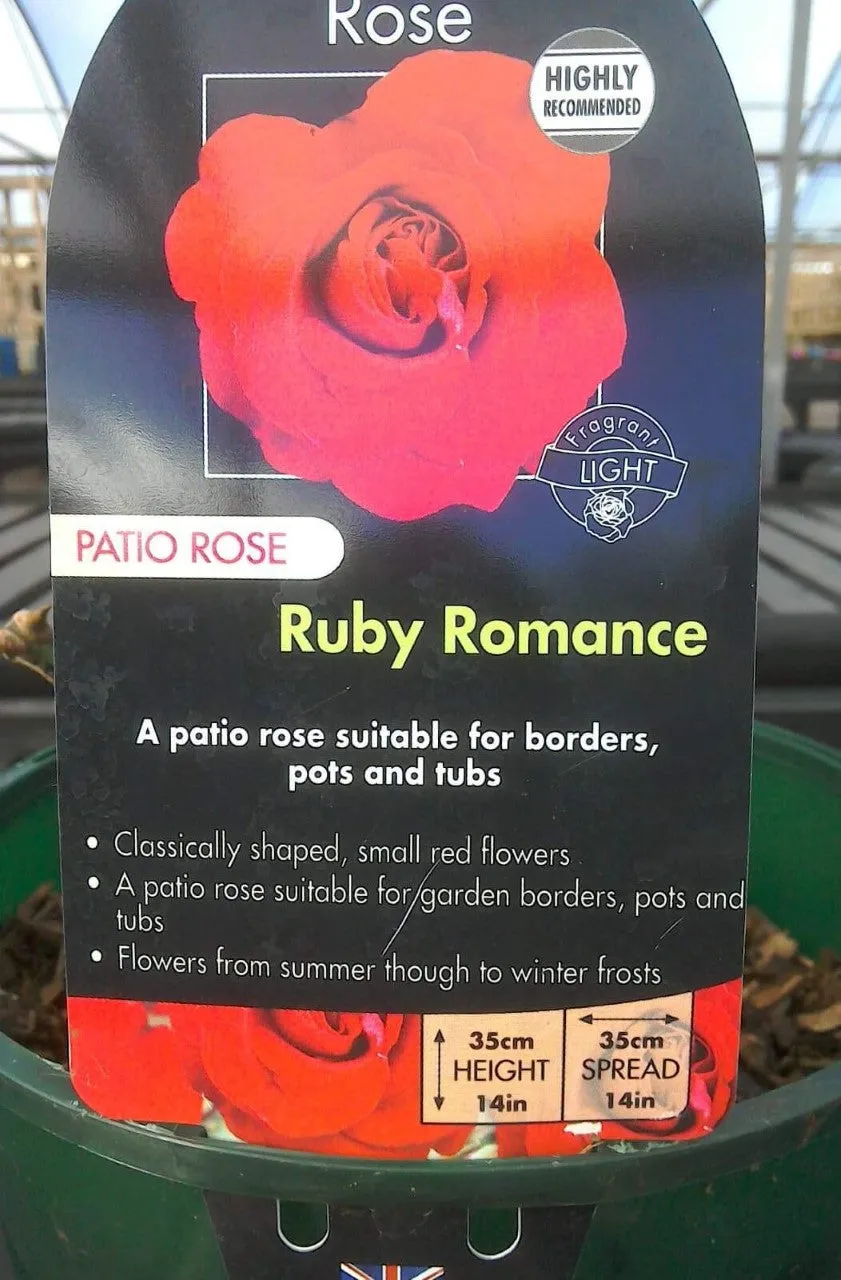 Rose
HIGHLY
RECOMMENDED
Fragrant
LIGHT
PATIO ROSE
Ruby Romance
A patio rose suitable for borders,
pots and tubs
• Classically shaped, small red flowers
• A patio rose suitable for garden borders, pots and
tubs
• Flowers from summer though to winter frosts
35cm
HEIGHT
14in
35cm
SPREAD
14in